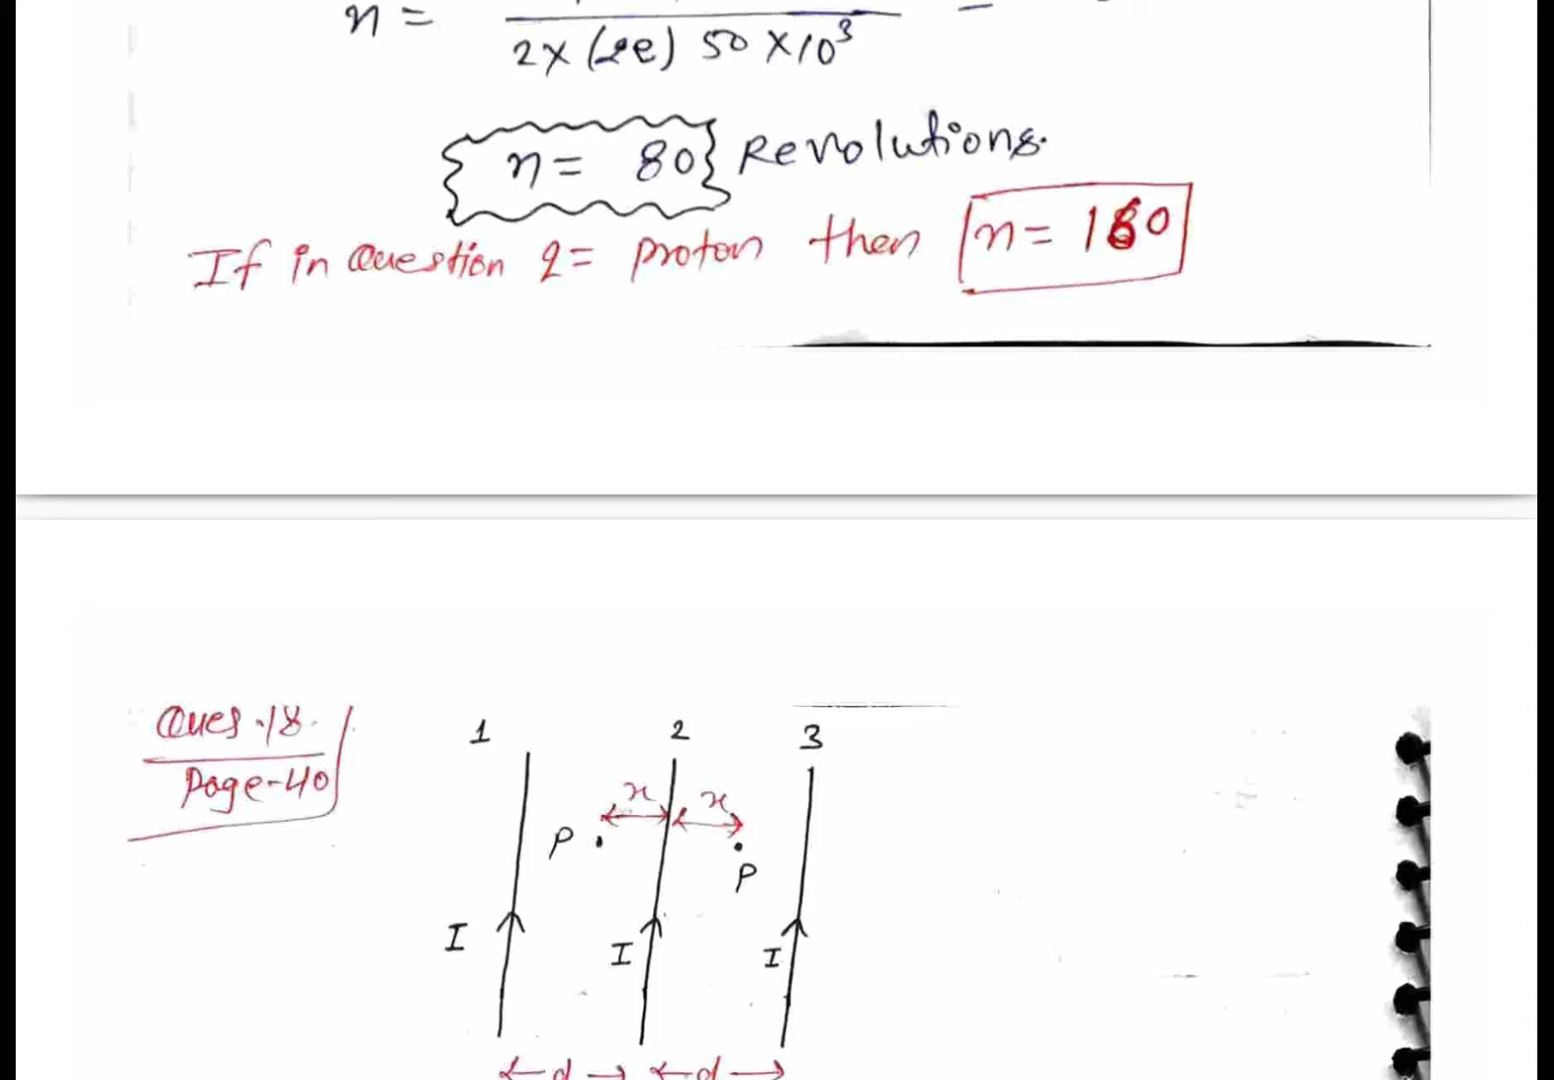 n =
2 × (2e) 50 × 10³
n = 80 Revolutions.
If in Question q = proton then n = 160
Ques.18.
Page-40
1 2 3
x x
P . . P
I I I
d d